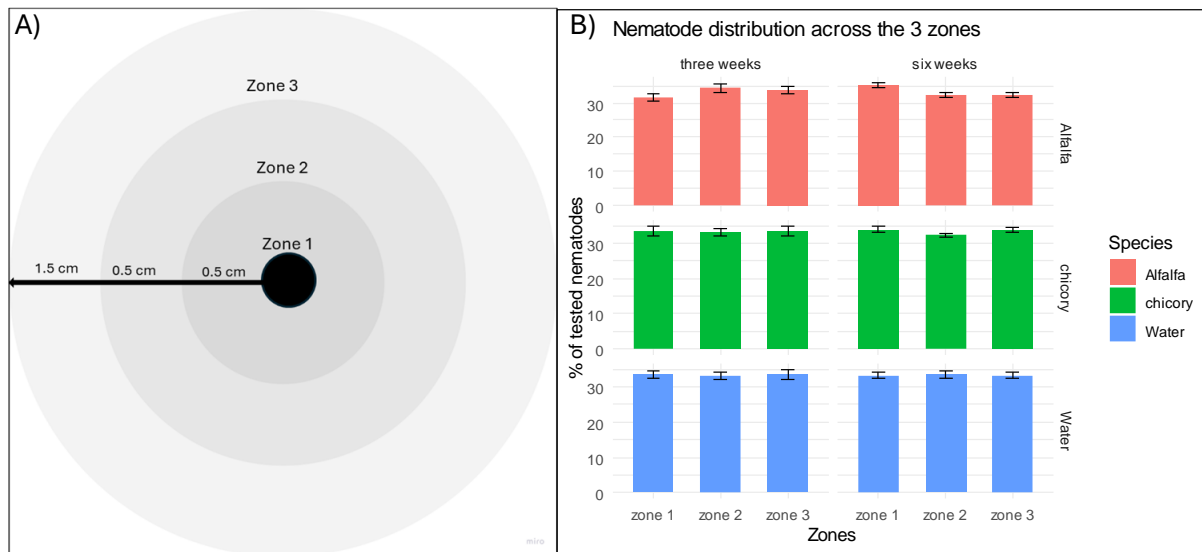 A)
Zone 3
Zone 2
Zone 1
1.5 cm 0.5 cm 0.5 cm
miro
B) Nematode distribution across the 3 zones
three weeks six weeks
% of tested nematodes
30
20
10
0
Alfalfa
30
20
10
0
chicory
30
20
10
0
Water
zone 1 zone 2 zone 3 zone 1 zone 2 zone 3
Zones
Species
Alfalfa
chicory
Water